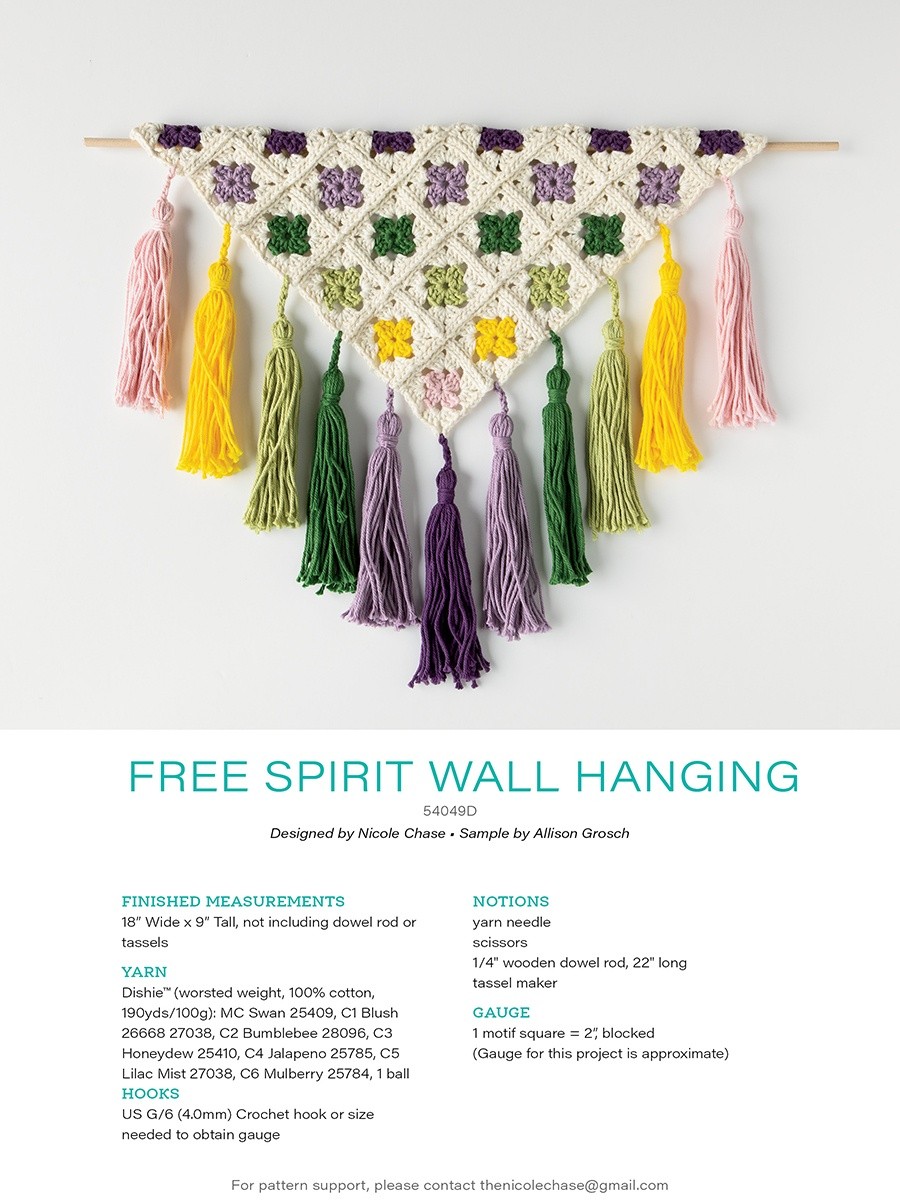 FREE SPIRIT WALL HANGING
54049D
Designed by Nicole Chase • Sample by Allison Grosch
FINISHED MEASUREMENTS
18" Wide x 9" Tall, not including dowel rod or
tassels
YARN
Dishie™ (worsted weight, 100% cotton,
190yds/100g): MC Swan 25409, C1 Blush
26668 27038, C2 Bumblebee 28096, C3
Honeydew 25410, C4 Jalapeno 25785, C5
Lilac Mist 27038, C6 Mulberry 25784, 1 ball
HOOKS
US G/6 (4.0mm) Crochet hook or size
needed to obtain gauge
NOTIONS
yarn needle
scissors
1/4" wooden dowel rod, 22" long
tassel maker
GAUGE
1 motif square = 2", blocked
(Gauge for this project is approximate)
For pattern support, please contact thenicolechase@gmail.com